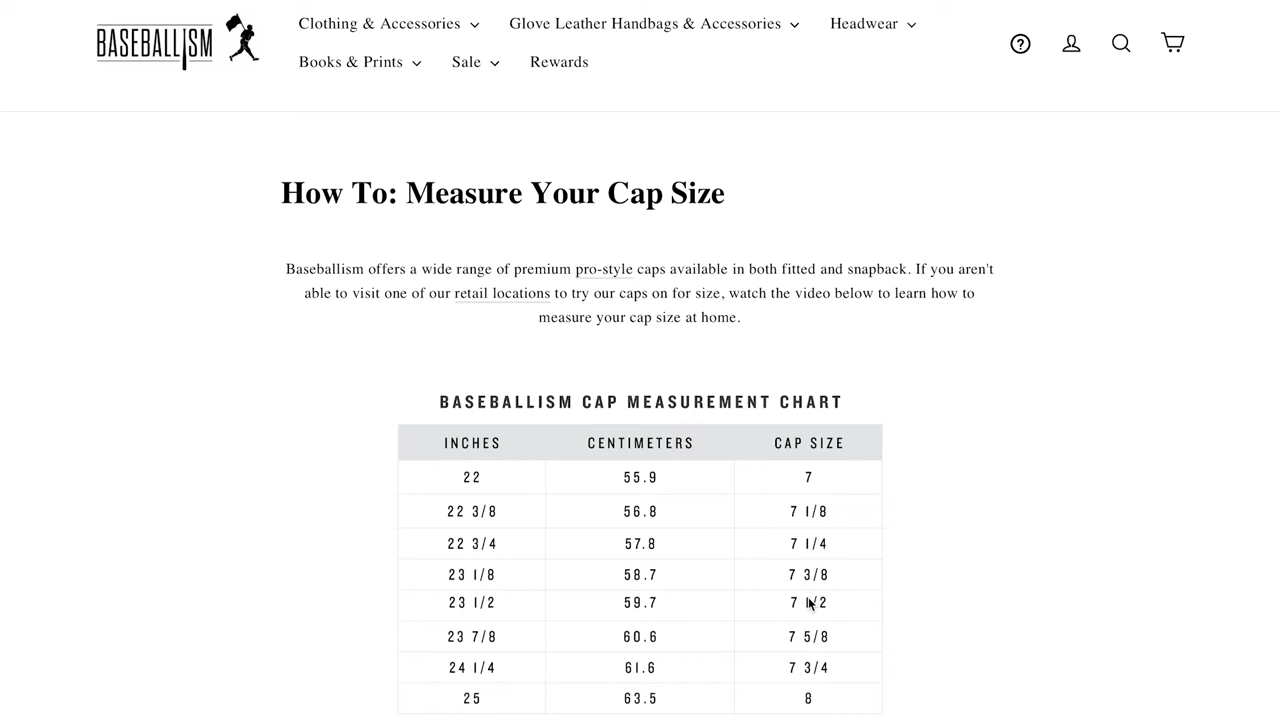 BASEBALLISM
Clothing & Accessories
Glove Leather Handbags & Accessories
Headwear
Books & Prints
Sale
Rewards
How To: Measure Your Cap Size
Baseballism offers a wide range of premium pro-style caps available in both fitted and snapback. If you aren't
able to visit one of our retail locations to try our caps on for size, watch the video below to learn how to
measure your cap size at home.
BASEBALLISM CAP MEASUREMENT CHART
INCHES CENTIMETERS CAP SIZE
22 55.9 7
22 3/8 56.8 7 1/8
22 3/4 57.8 7 1/4
23 1/8 58.7 7 3/8
23 1/2 59.7 7 1/2
23 7/8 60.6 7 5/8
24 1/4 61.6 7 3/4
25 63.5 8